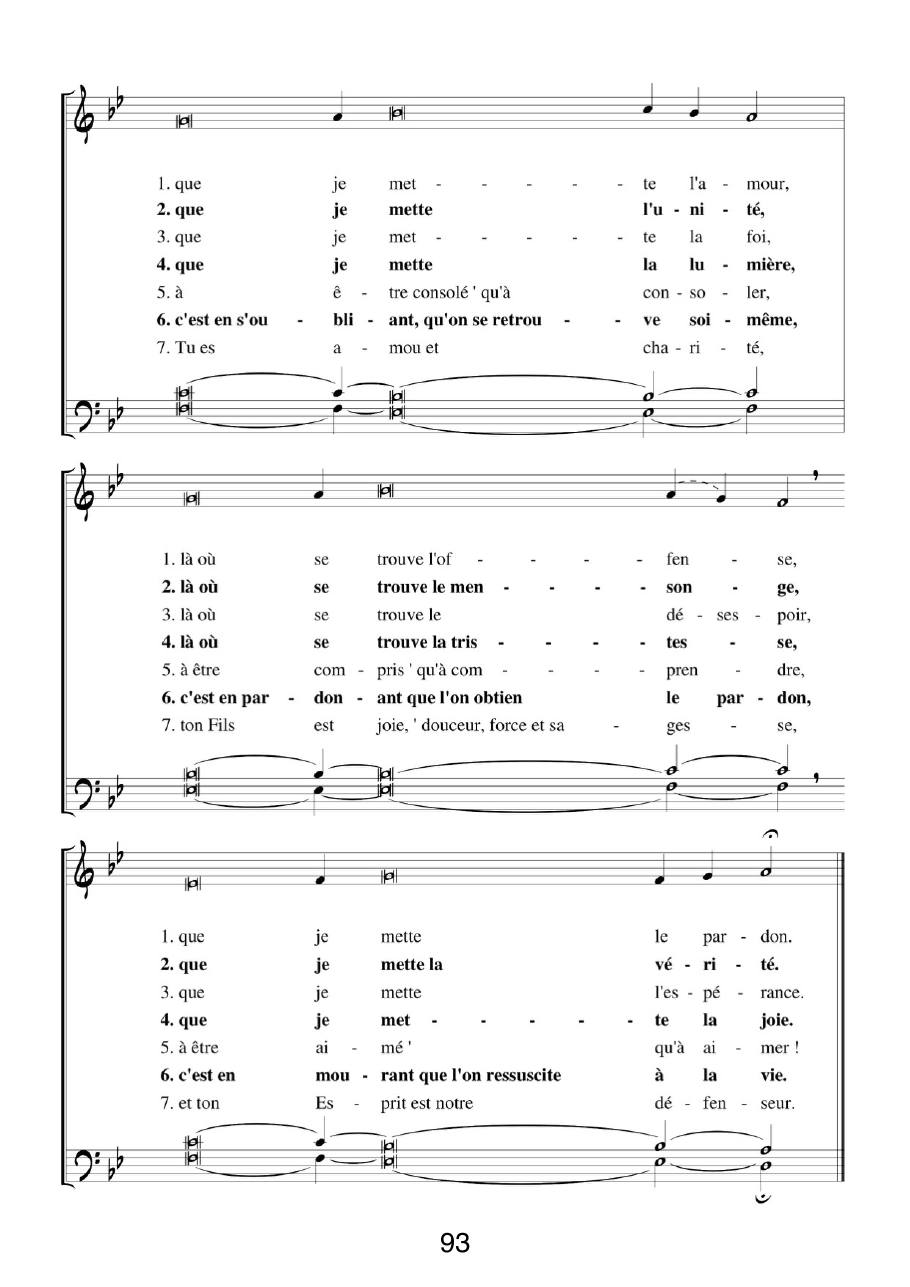 1. que je met - - - - - te l'a - mour,
2. que je mette l'u - ni - té,
3. que je met - - - - - te la foi,
4. que je mette la lu - mière,
5. à ê - tre consolé ' qu'à con - so - ler,
6. c'est en s'ou - bli - ant, qu'on se retrou - - ve soi - même,
7. Tu es a - mou et cha - ri - té,
1. là où se trouve l'of - - - - fen - se,
2. là où se trouve le men - - - - son - ge,
3. là où se trouve le dé - ses - poir,
4. là où se trouve la tris - - - - tes - se,
5. à être com - pris ' qu'à com - - - - pren - dre,
6. c'est en par - don - ant que l'on obtien le par - don,
7. ton Fils est joie, ' douceur, force et sa - ges - se,
1. que je mette le par - don.
2. que je mette la vé - ri - té.
3. que je mette l'es - pé - rance.
4. que je met - - - - - te la joie.
5. à être ai - mé ' qu'à ai - mer !
6. c'est en mou - rant que l'on ressuscite à la vie.
7. et ton Es - prit est notre dé - fen - seur.
93